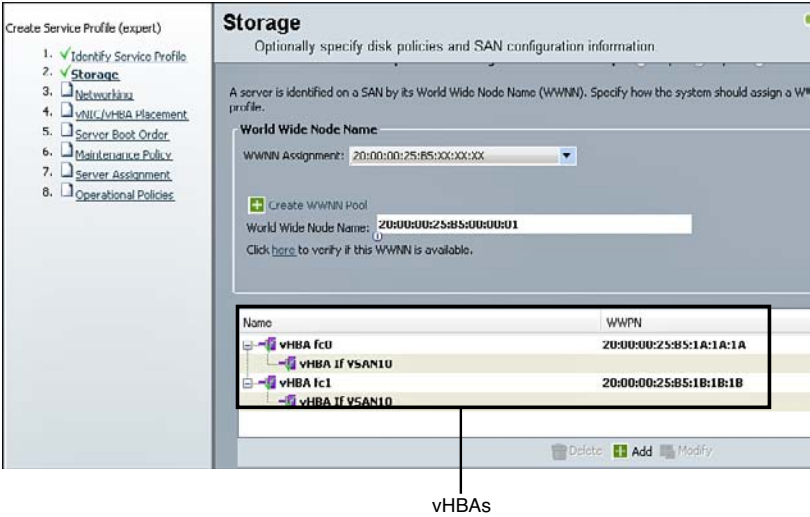 Create Service Profile (expert)
1. Identify Service Profile
2. Storage
3. Networking
4. vNIC/vHBA Placement
5. Server Boot Order
6. Maintenance Policy
7. Server Assignment
8. Operational Policies
Storage
Optionally specify disk policies and SAN configuration information.
A server is identified on a SAN by its World Wide Node Name (WWNN). Specify how the system should assign a
profile.
World Wide Node Name
WWNN Assignment: 20:00:00:25:B5:XX:XX:XX
Create WWNN Pool
World Wide Node Name: 20:00:00:25:B5:00:00:01
Click here to verify if this WWNN is available.
Name WWPN
vHBA fc0 20:00:00:25:B5:1A:1A:1A
vHBA If VSAN10
vHBA fc1 20:00:00:25:B5:1B:1B:1B
vHBA If VSAN10
Delete Add Modify
vHBAs